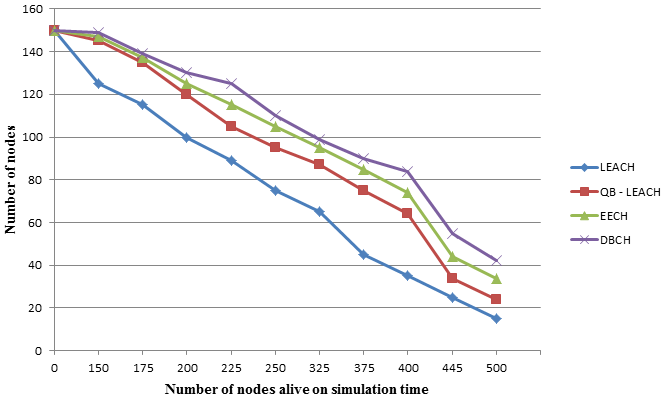 160
140
120
100
80
60
40
20
0
Number of nodes
0 150 175 200 225 250 325 375 400 445 500
Number of nodes alive on simulation time
LEACH
QB - LEACH
EECH
DBCH